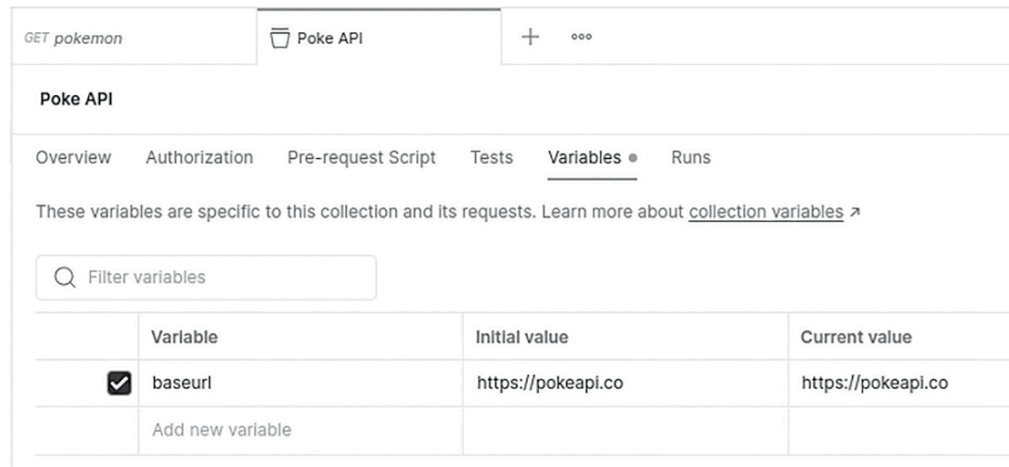 GET pokemon Poke API
Poke API
Overview Authorization Pre-request Script Tests Variables Runs
These variables are specific to this collection and its requests. Learn more about collection variables ↗
Filter variables
Variable Initial value Current value
baseurl https://pokeapi.co https://pokeapi.co
Add new variable